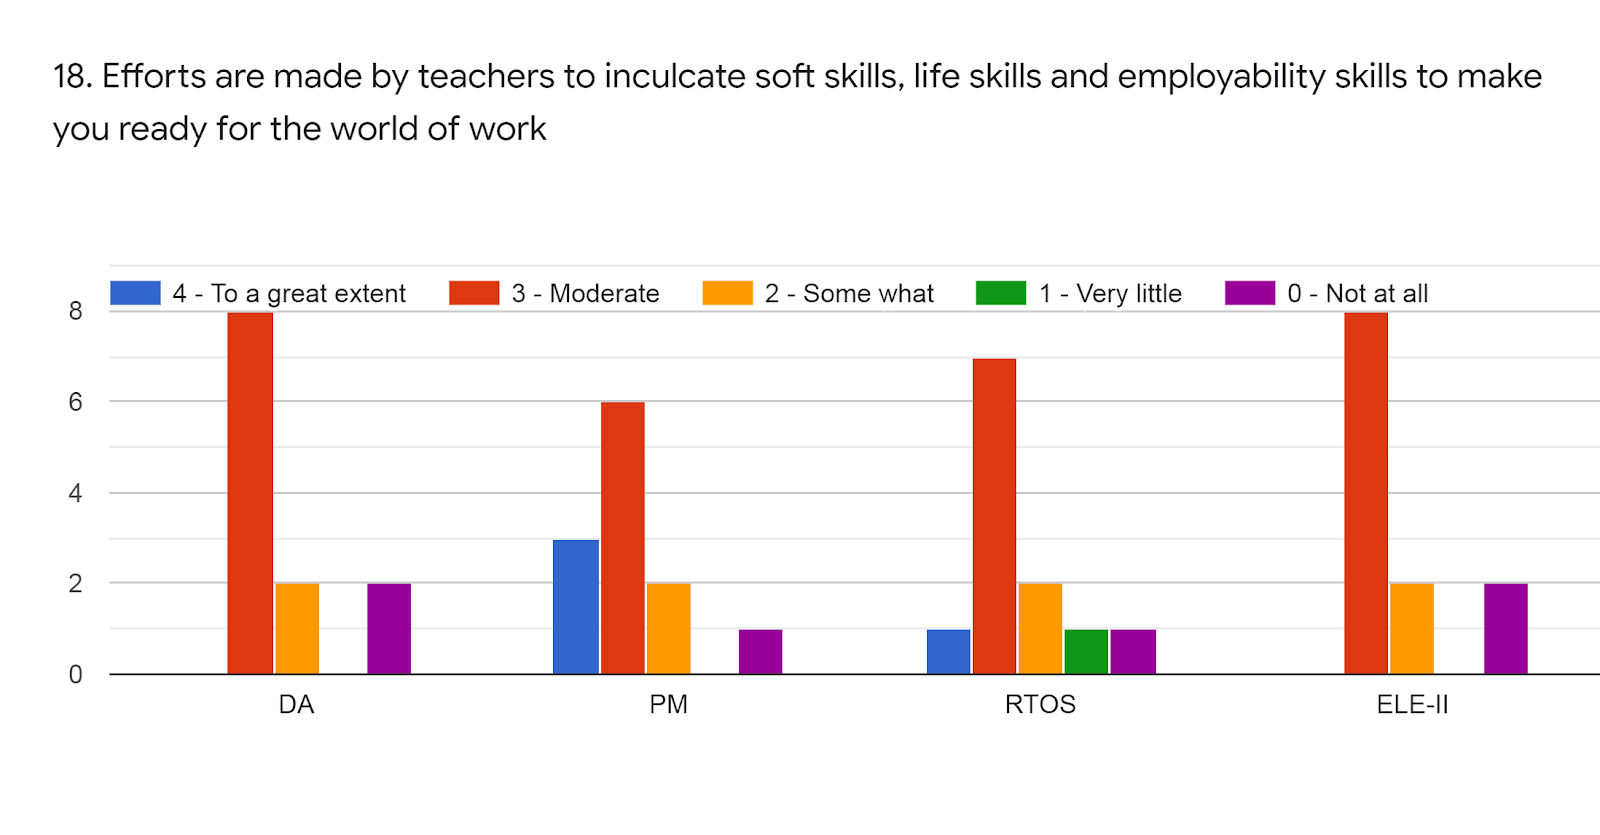 18. Efforts are made by teachers to inculcate soft skills, life skills and employability skills to make
you ready for the world of work
4 - To a great extent 3 - Moderate 2 - Some what 1 - Very little 0 - Not at all
8
6
4
2
0
DA PM RTOS ELE-II